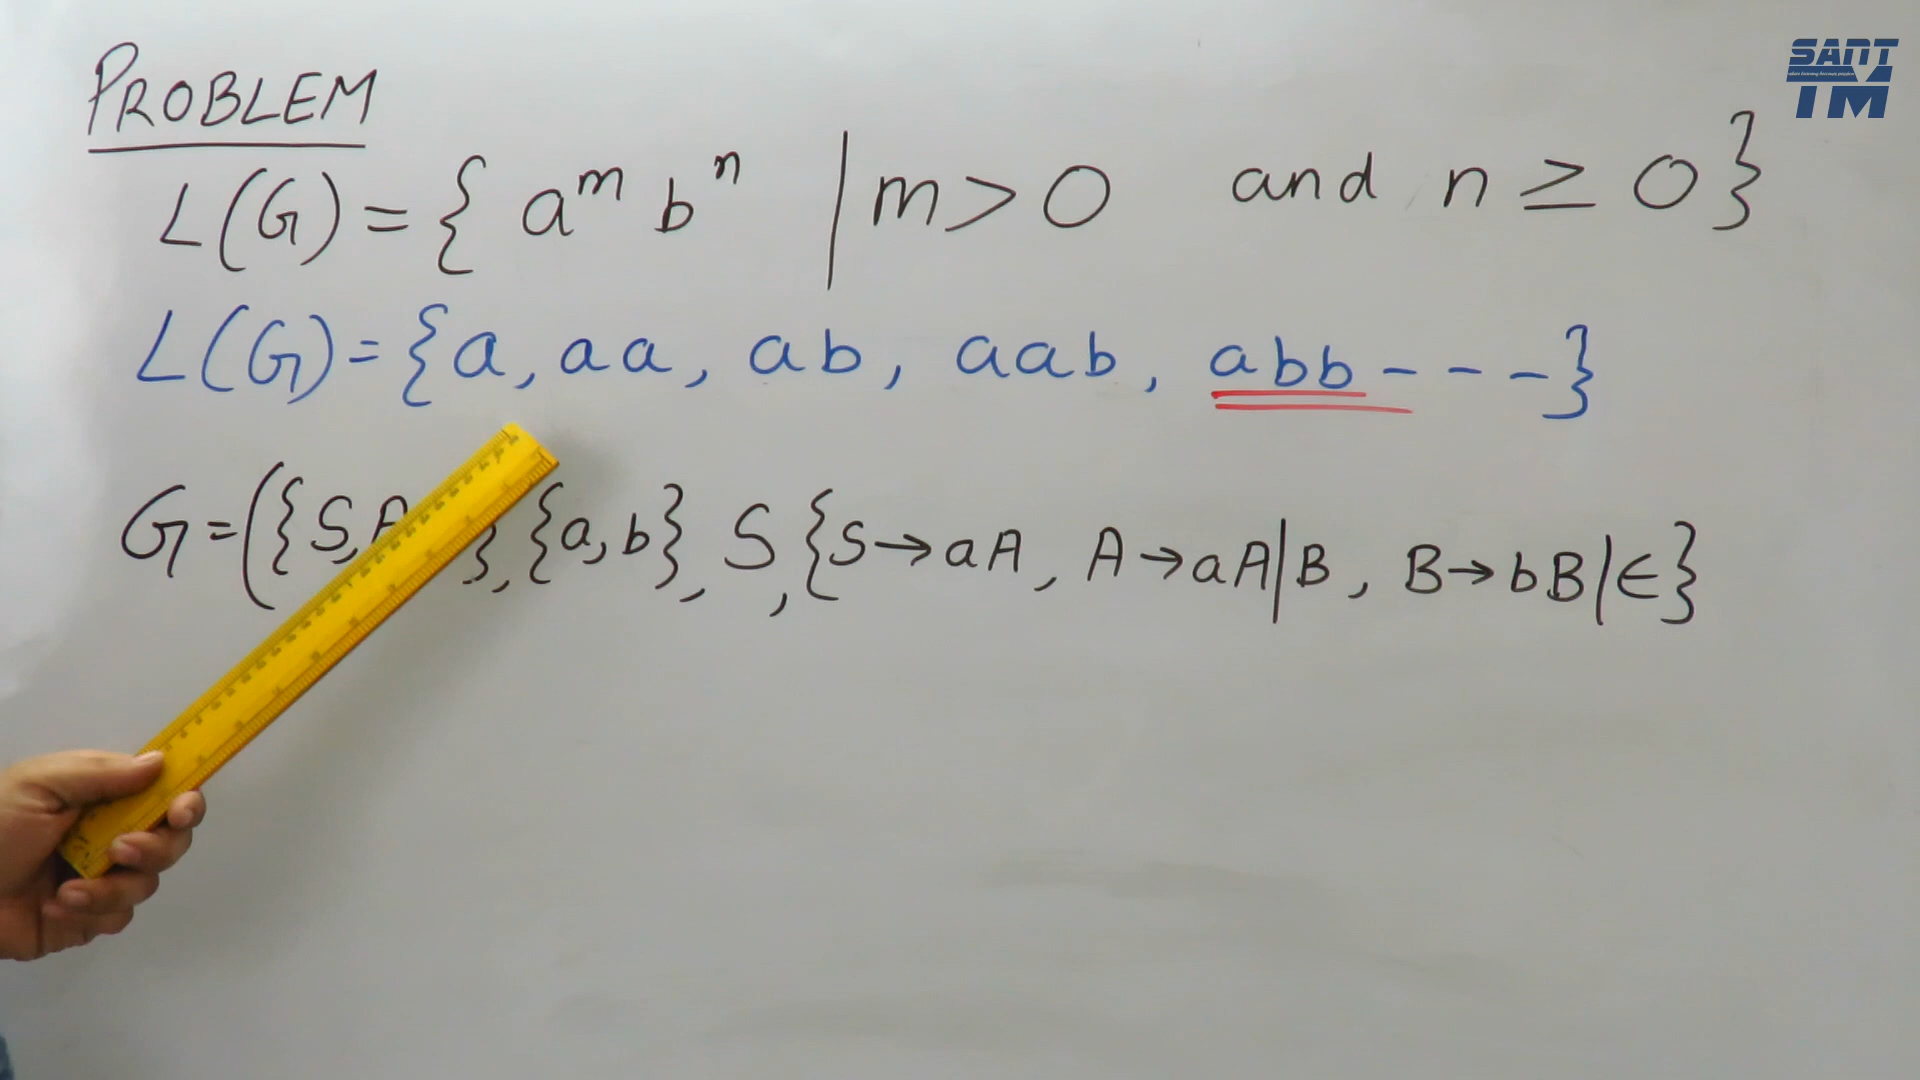 SANT
TM
PROBLEM
L(G) = { a^m b^n | m > 0 and n ≥ 0 }
L(G) = { a, aa, ab, aab, abb - - - - }
G = ({S, A }, {a, b}, S, {S → aA, A → aA | B, B → bB | ∈ }